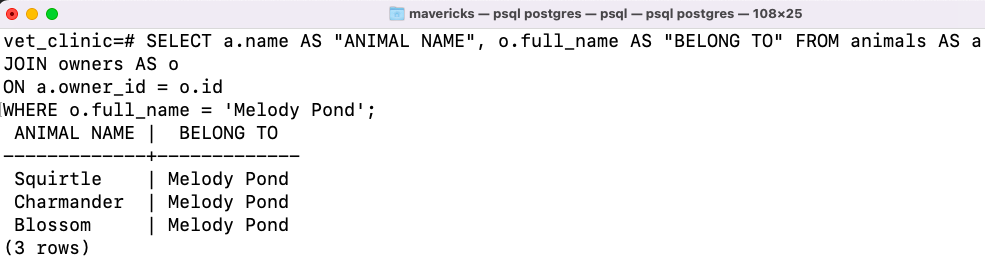 mavericks — psql postgres — psql — psql postgres — 108×25
vet_clinic=# SELECT a.name AS "ANIMAL NAME", o.full_name AS "BELONG TO" FROM animals AS a
JOIN owners AS o
ON a.owner_id = o.id
WHERE o.full_name = 'Melody Pond';
 ANIMAL NAME |  BELONG TO
-------------+-------------
 Squirtle    | Melody Pond
 Charmander  | Melody Pond
 Blossom     | Melody Pond
(3 rows)